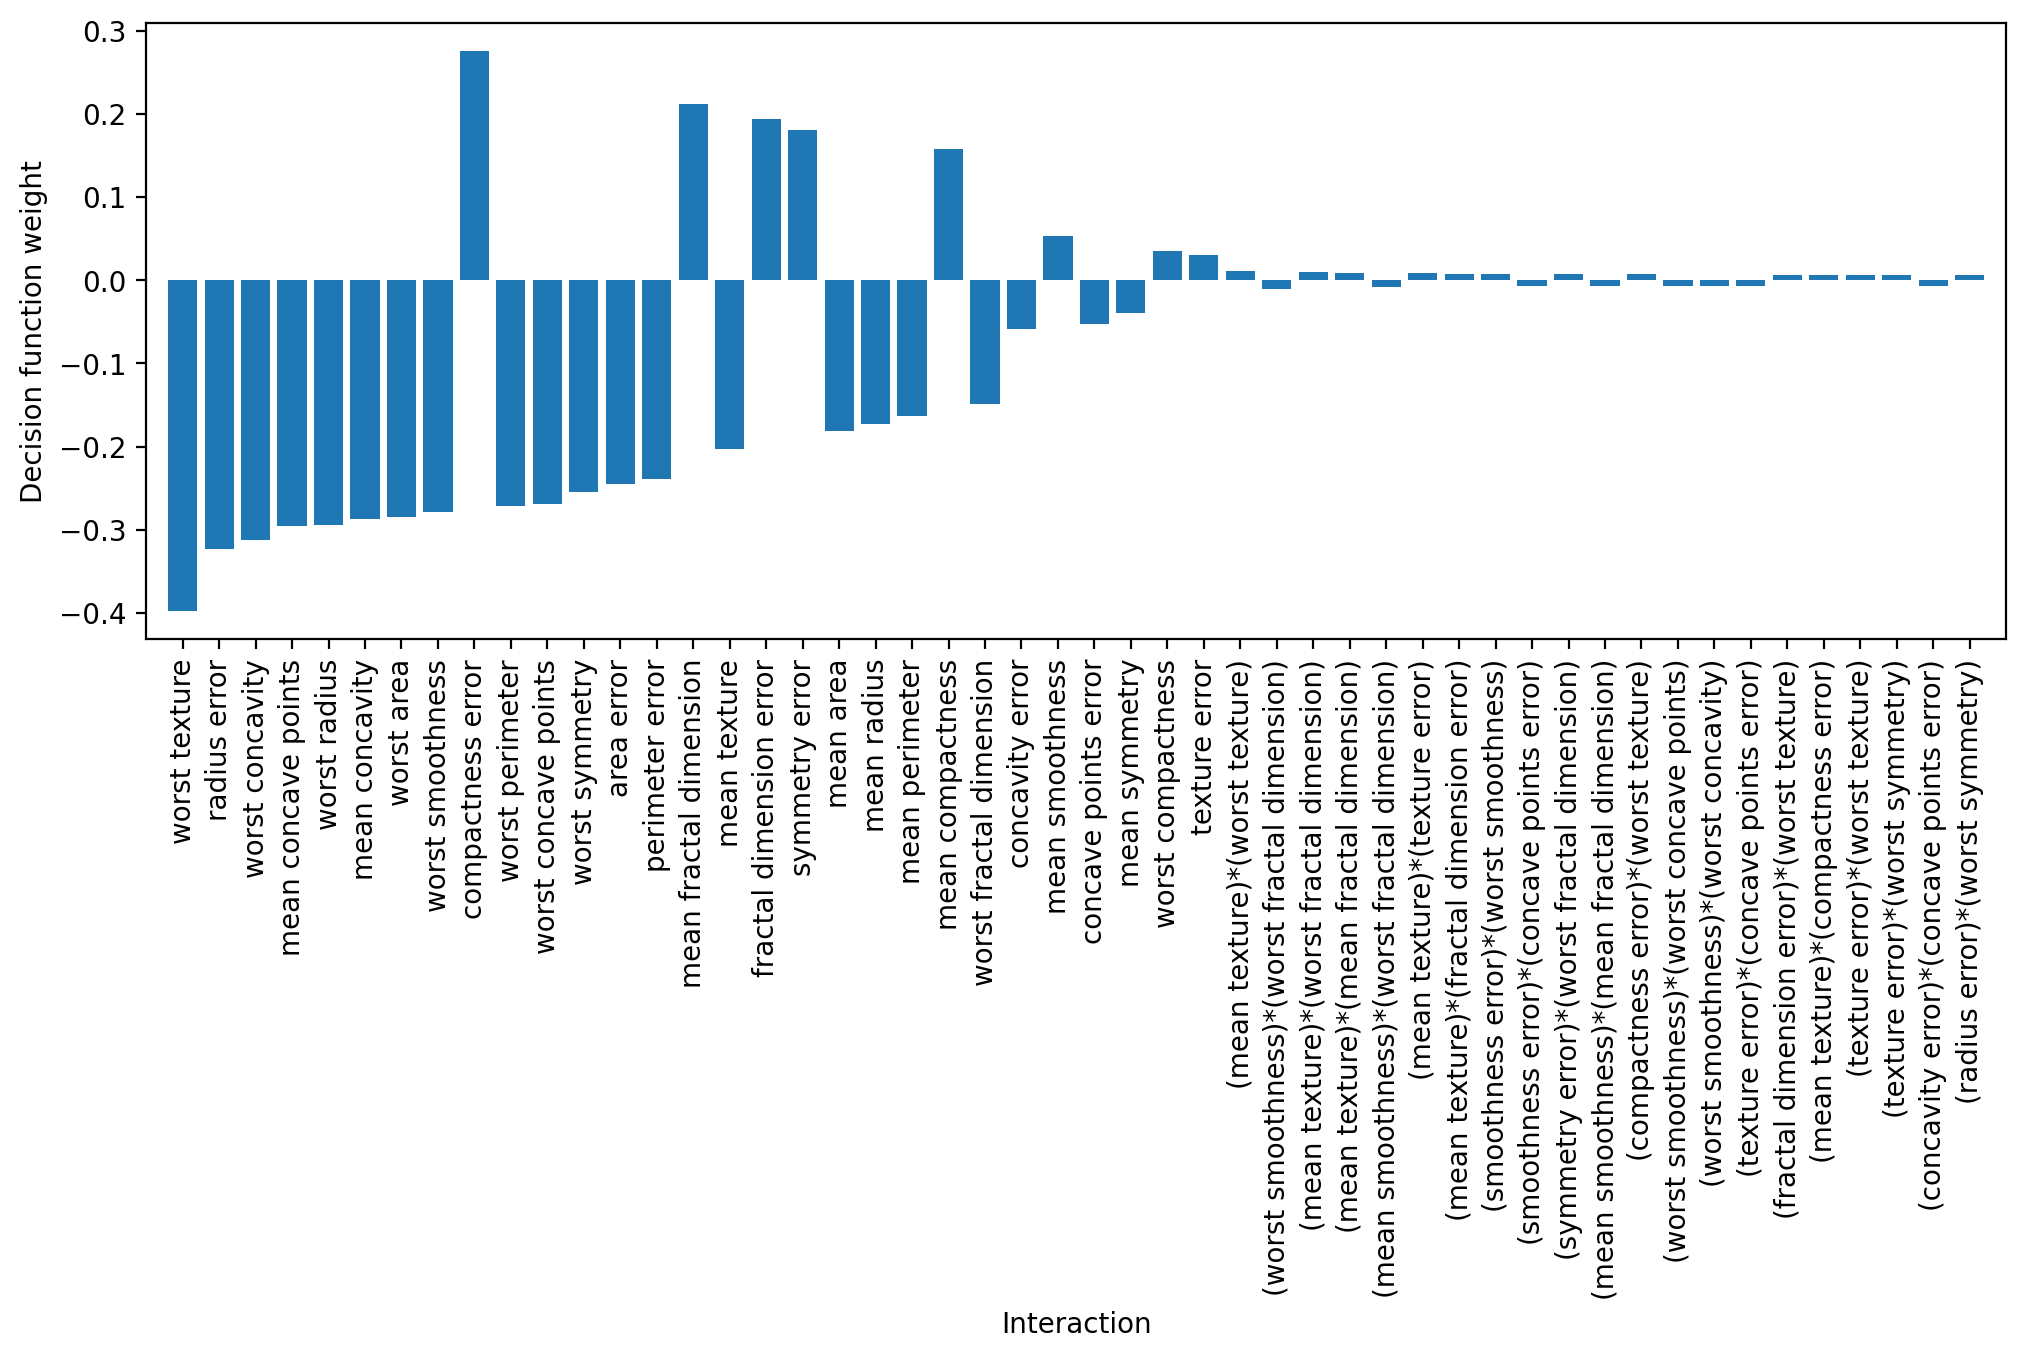 0.3
0.2
0.1
0.0
−0.1
−0.2
−0.3
−0.4
Decision function weight
worst texture
radius error
worst concavity
mean concave points
worst radius
mean concavity
worst area
worst smoothness
compactness error
worst perimeter
worst concave points
worst symmetry
area error
perimeter error
mean fractal dimension
mean texture
fractal dimension error
symmetry error
mean area
mean radius
mean perimeter
mean compactness
worst fractal dimension
concavity error
mean smoothness
concave points error
mean symmetry
worst compactness
texture error
(mean texture)*(worst texture)
(worst smoothness)*(worst fractal dimension)
(mean texture)*(worst fractal dimension)
(mean texture)*(mean fractal dimension)
(mean smoothness)*(worst fractal dimension)
(mean texture)*(texture error)
(mean texture)*(fractal dimension error)
(smoothness error)*(worst smoothness)
(smoothness error)*(concave points error)
(symmetry error)*(worst fractal dimension)
(mean smoothness)*(mean fractal dimension)
(compactness error)*(worst texture)
(worst smoothness)*(worst concave points)
(worst smoothness)*(worst concavity)
(texture error)*(concave points error)
(fractal dimension error)*(worst texture)
(mean texture)*(compactness error)
(texture error)*(worst texture)
(texture error)*(worst symmetry)
(concavity error)*(concave points error)
(radius error)*(worst symmetry)
Interaction